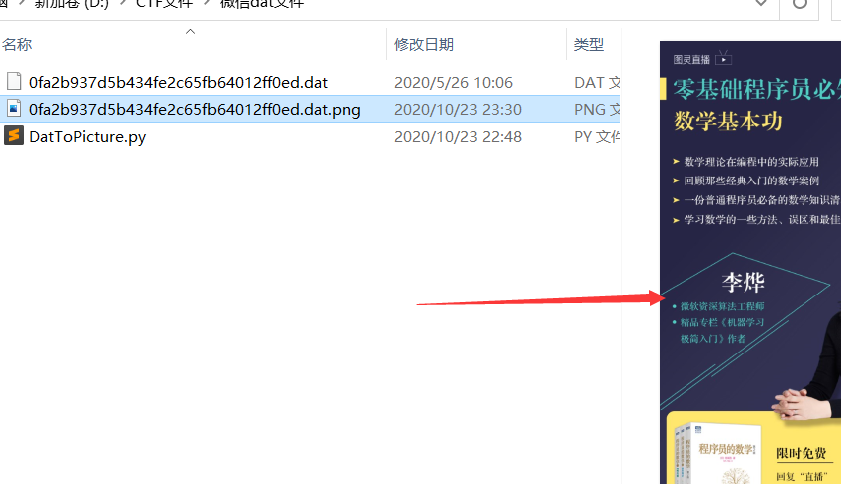 新加卷 (D:) > CTF文件 > 微信dat文件
名称 修改日期 类型
0fa2b937d5b434fe2c65fb64012ff0ed.dat 2020/5/26 10:06 DAT 文
0fa2b937d5b434fe2c65fb64012ff0ed.dat.png 2020/10/23 23:30 PNG 文
DatToPicture.py 2020/10/23 22:48 PY 文件
图灵直播
零基础程序员必知
数学基本功
➤ 数学理论在编程中的实际应用
➤ 回顾那些经典入门的数学案例
➤ 一份普通程序员必备的数学知识清
➤ 学习数学的一些方法、误区和最佳
李烨
• 微软资深算法工程师
• 精品专栏《机器学习
极简入门》作者
程序员的数学
限时免费
回复“直播”